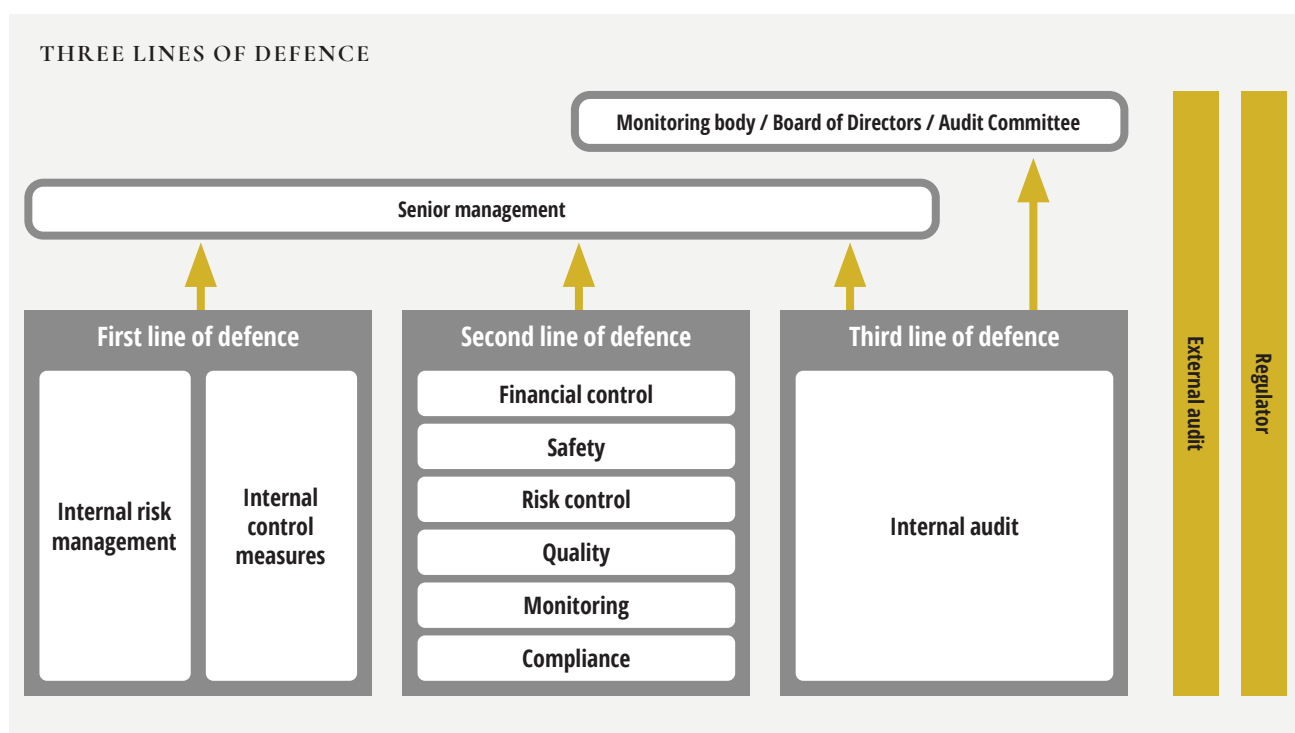 THREE LINES OF DEFENCE
Monitoring body / Board of Directors / Audit Committee
Senior management
First line of defence
Internal risk
management
Internal
control
measures
Second line of defence
Financial control
Safety
Risk control
Quality
Monitoring
Compliance
Third line of defence
Internal audit
External audit
Regulator